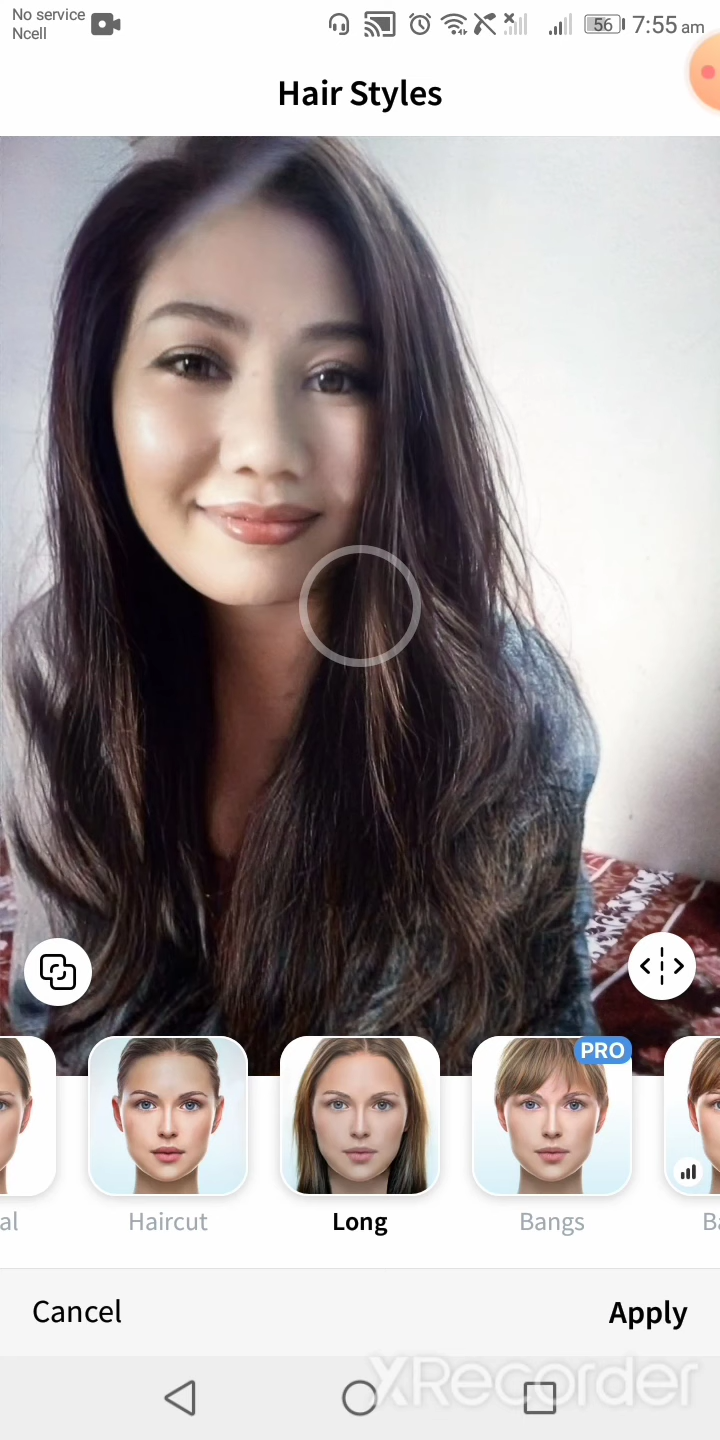 No service
Ncell
56
7:55 am
Hair Styles
PRO
al
Haircut
Long
Bangs
Ba
Cancel
Apply
XRecorder